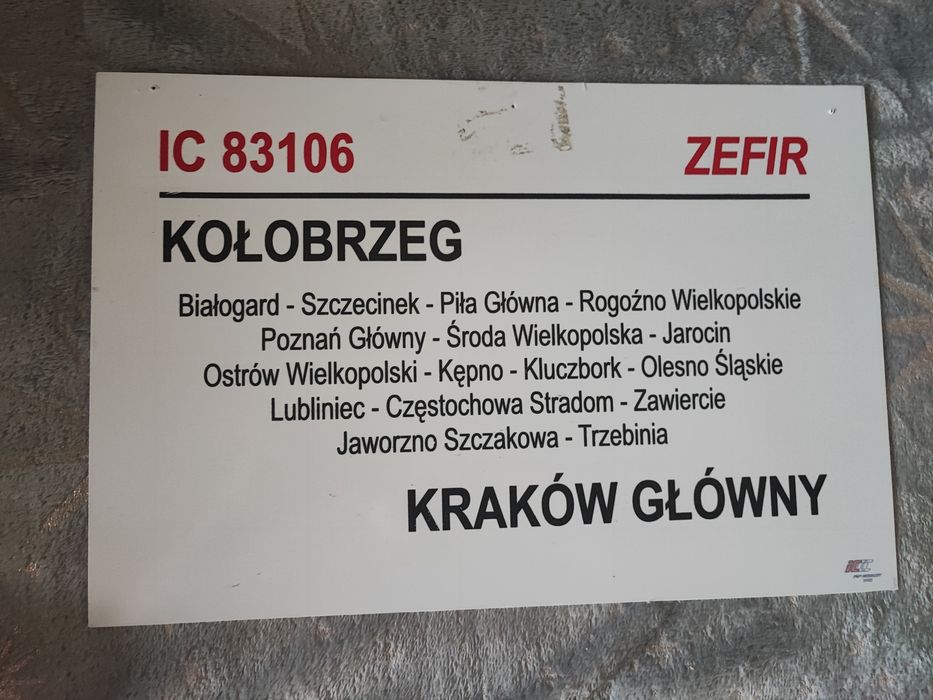 IC 83106 ZEFIR
KOŁOBRZEG
Białogard - Szczecinek - Piła Główna - Rogoźno Wielkopolskie
Poznań Główny - Środa Wielkopolska - Jarocin
Ostrów Wielkopolski - Kępno - Kluczbork - Olesno Śląskie
Lubliniec - Częstochowa Stradom - Zawiercie
Jaworzno Szczakowa - Trzebinia
KRAKÓW GŁÓWNY